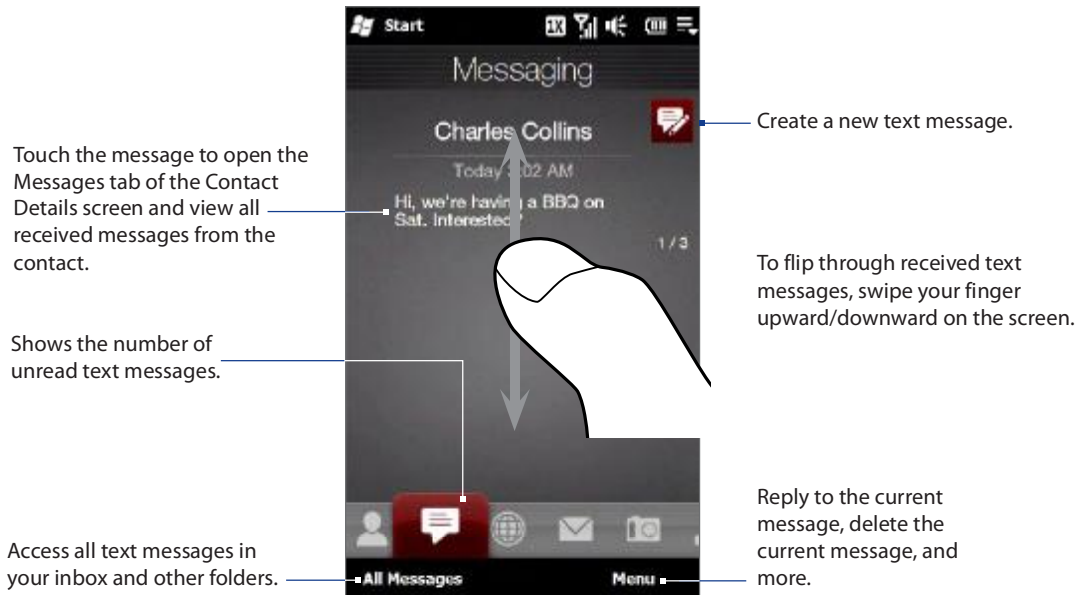 Start
1X
Messaging
Charles Collins
Today :02 AM
Hi, we're having a BBQ on
Sat. Interested?
1 / 3
All Messages
Menu
Touch the message to open the
Messages tab of the Contact
Details screen and view all
received messages from the
contact.
Shows the number of
unread text messages.
Access all text messages in
your inbox and other folders.
Create a new text message.
To flip through received text
messages, swipe your finger
upward/downward on the screen.
Reply to the current
message, delete the
current message, and
more.